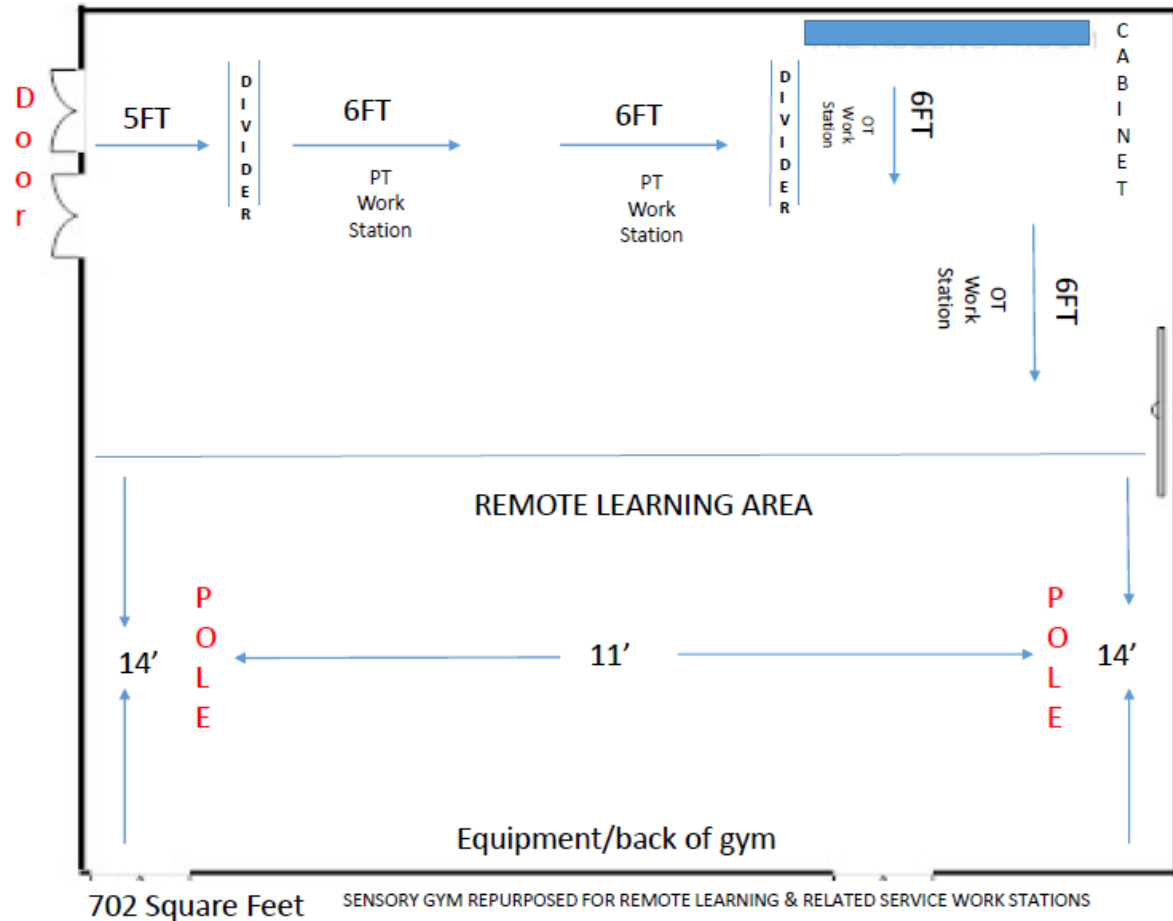 CABINET
Door
5FT
DIVIDER
6FT
6FT
DIVIDER
OT
Work
Station
6FT
PT
Work
Station
PT
Work
Station
OT
Work
Station
6FT
REMOTE LEARNING AREA
POLE
POLE
14’
11’
14’
Equipment/back of gym
702 Square Feet
SENSORY GYM REPURPOSED FOR REMOTE LEARNING & RELATED SERVICE WORK STATIONS